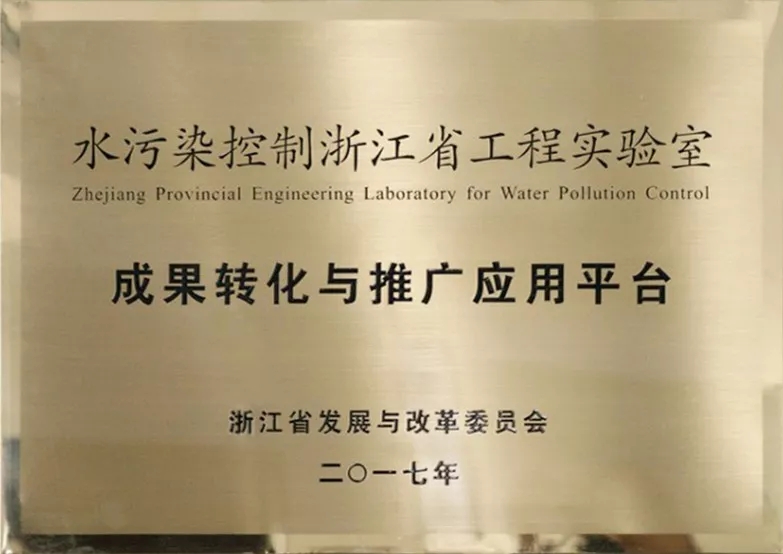 水污染控制浙江省工程实验室
Zhejiang Provincial Engineering Laboratory for Water Pollution Control
成果转化与推广应用平台
浙江省发展与改革委员会
二〇一七年